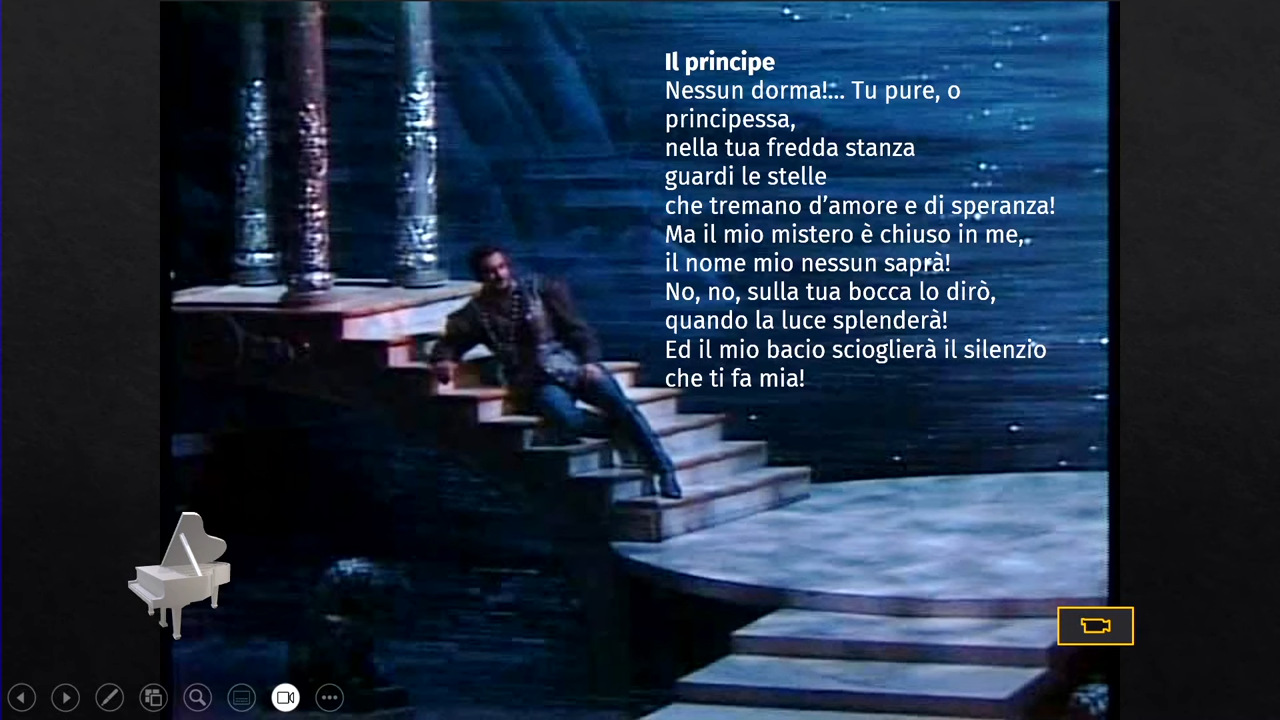 Il principe
Nessun dorma!... Tu pure, o
principessa,
nella tua fredda stanza
guardi le stelle
che tremano d’amore e di speranza!
Ma il mio mistero è chiuso in me,
il nome mio nessun saprà!
No, no, sulla tua bocca lo dirò,
quando la luce splenderà!
Ed il mio bacio scioglierà il silenzio
che ti fa mia!